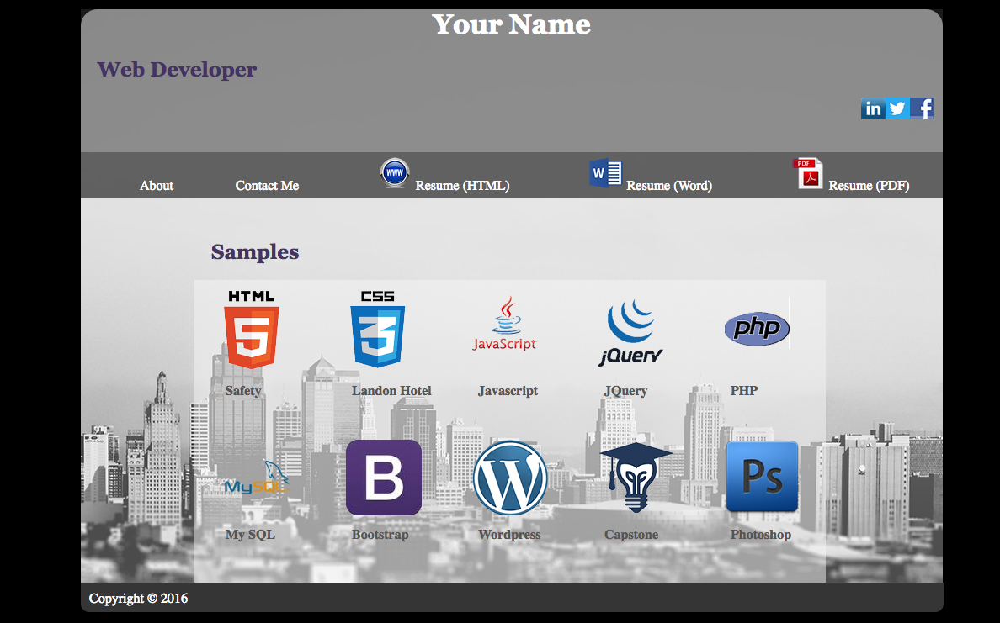 Your Name
Web Developer
in f
About Contact Me WWW Resume (HTML) W Resume (Word) PDF Resume (PDF)
Samples
HTML CSS JavaScript jQuery php
5 3
Safety Landon Hotel Javascript JQuery PHP
MySQL B W Ps
My SQL Bootstrap Wordpress Capstone Photoshop
Copyright © 2016